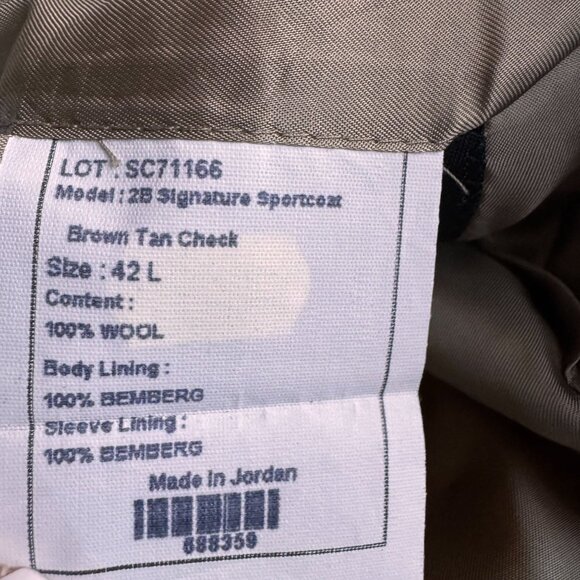 LOT : SC71166
Model : 2B Signature Sportcoat
Brown Tan Check
Size : 42 L
Content :
100% WOOL
Body Lining :
100% BEMBERG
Sleeve Lining :
100% BEMBERG
Made In Jordan
688359